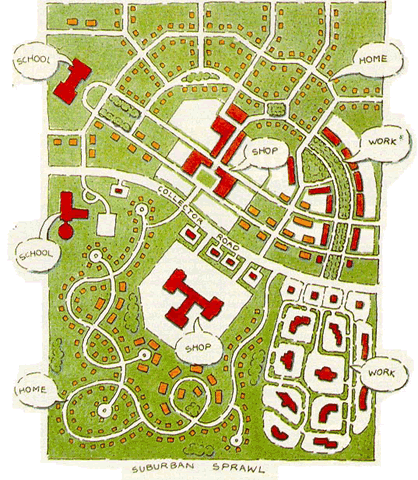 SCHOOL
HOME
WORK*
SHOP
COLLECTOR ROAD
SCHOOL
SHOP
HOME
WORK
SUBURBAN SPRAWL